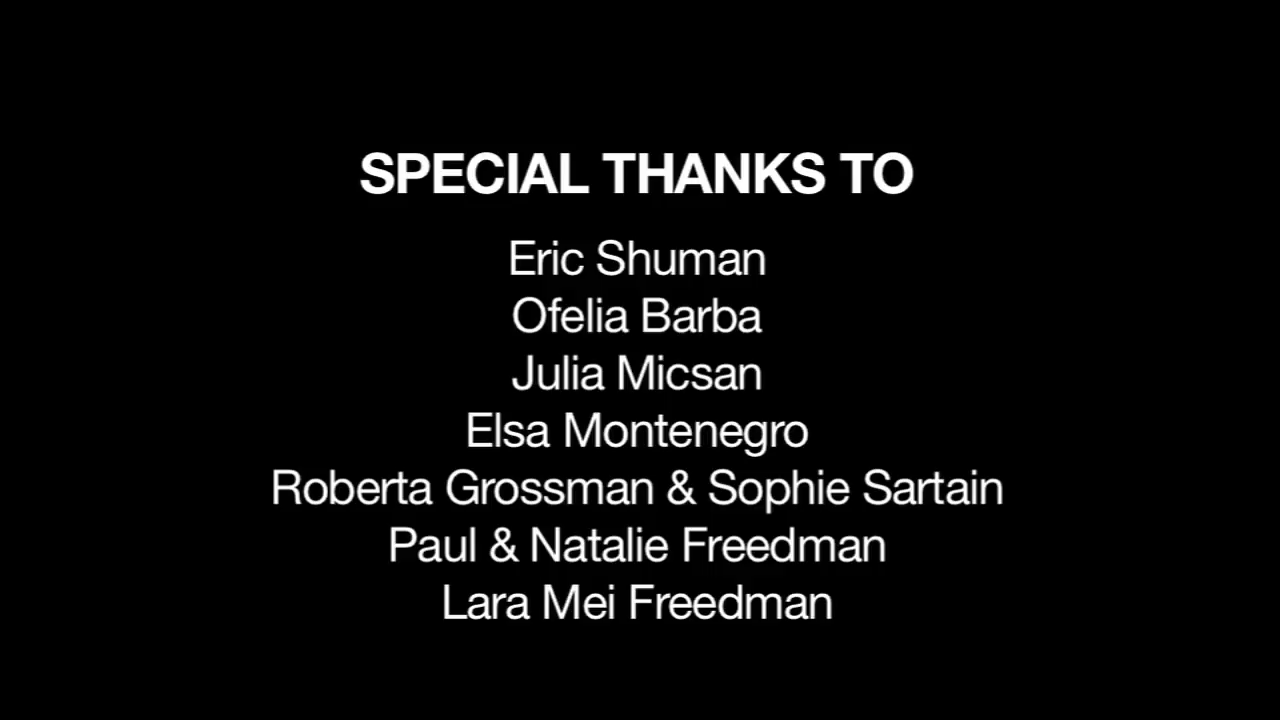 SPECIAL THANKS TO
Eric Shuman
Ofelia Barba
Julia Micsan
Elsa Montenegro
Roberta Grossman & Sophie Sartain
Paul & Natalie Freedman
Lara Mei Freedman